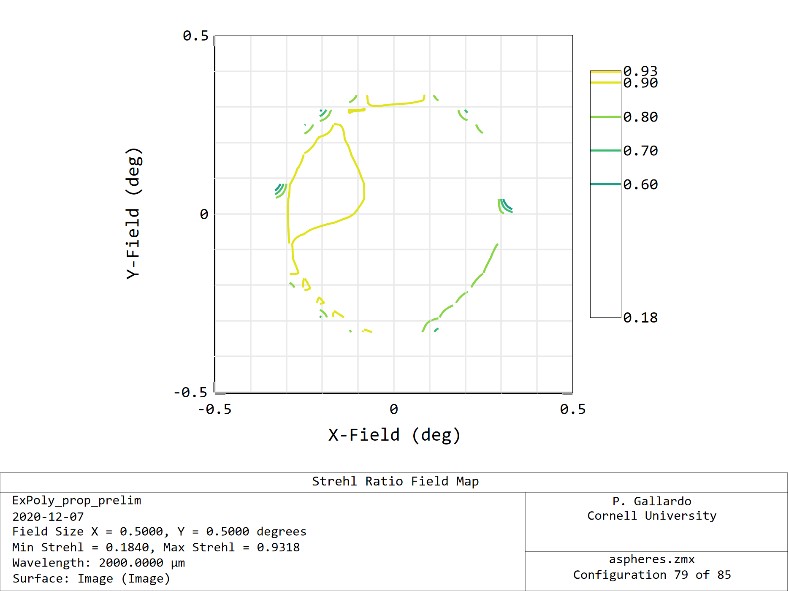 0.5
0
-0.5
Y-Field (deg)
-0.5
0
0.5
X-Field (deg)
0.93
0.90
0.80
0.70
0.60
0.18
Strehl Ratio Field Map
ExPoly_prop_prelim
2020-12-07
Field Size X = 0.5000, Y = 0.5000 degrees
Min Strehl = 0.1840, Max Strehl = 0.9318
Wavelength: 2000.0000 µm
Surface: Image (Image)
P. Gallardo
Cornell University
aspheres.zmx
Configuration 79 of 85